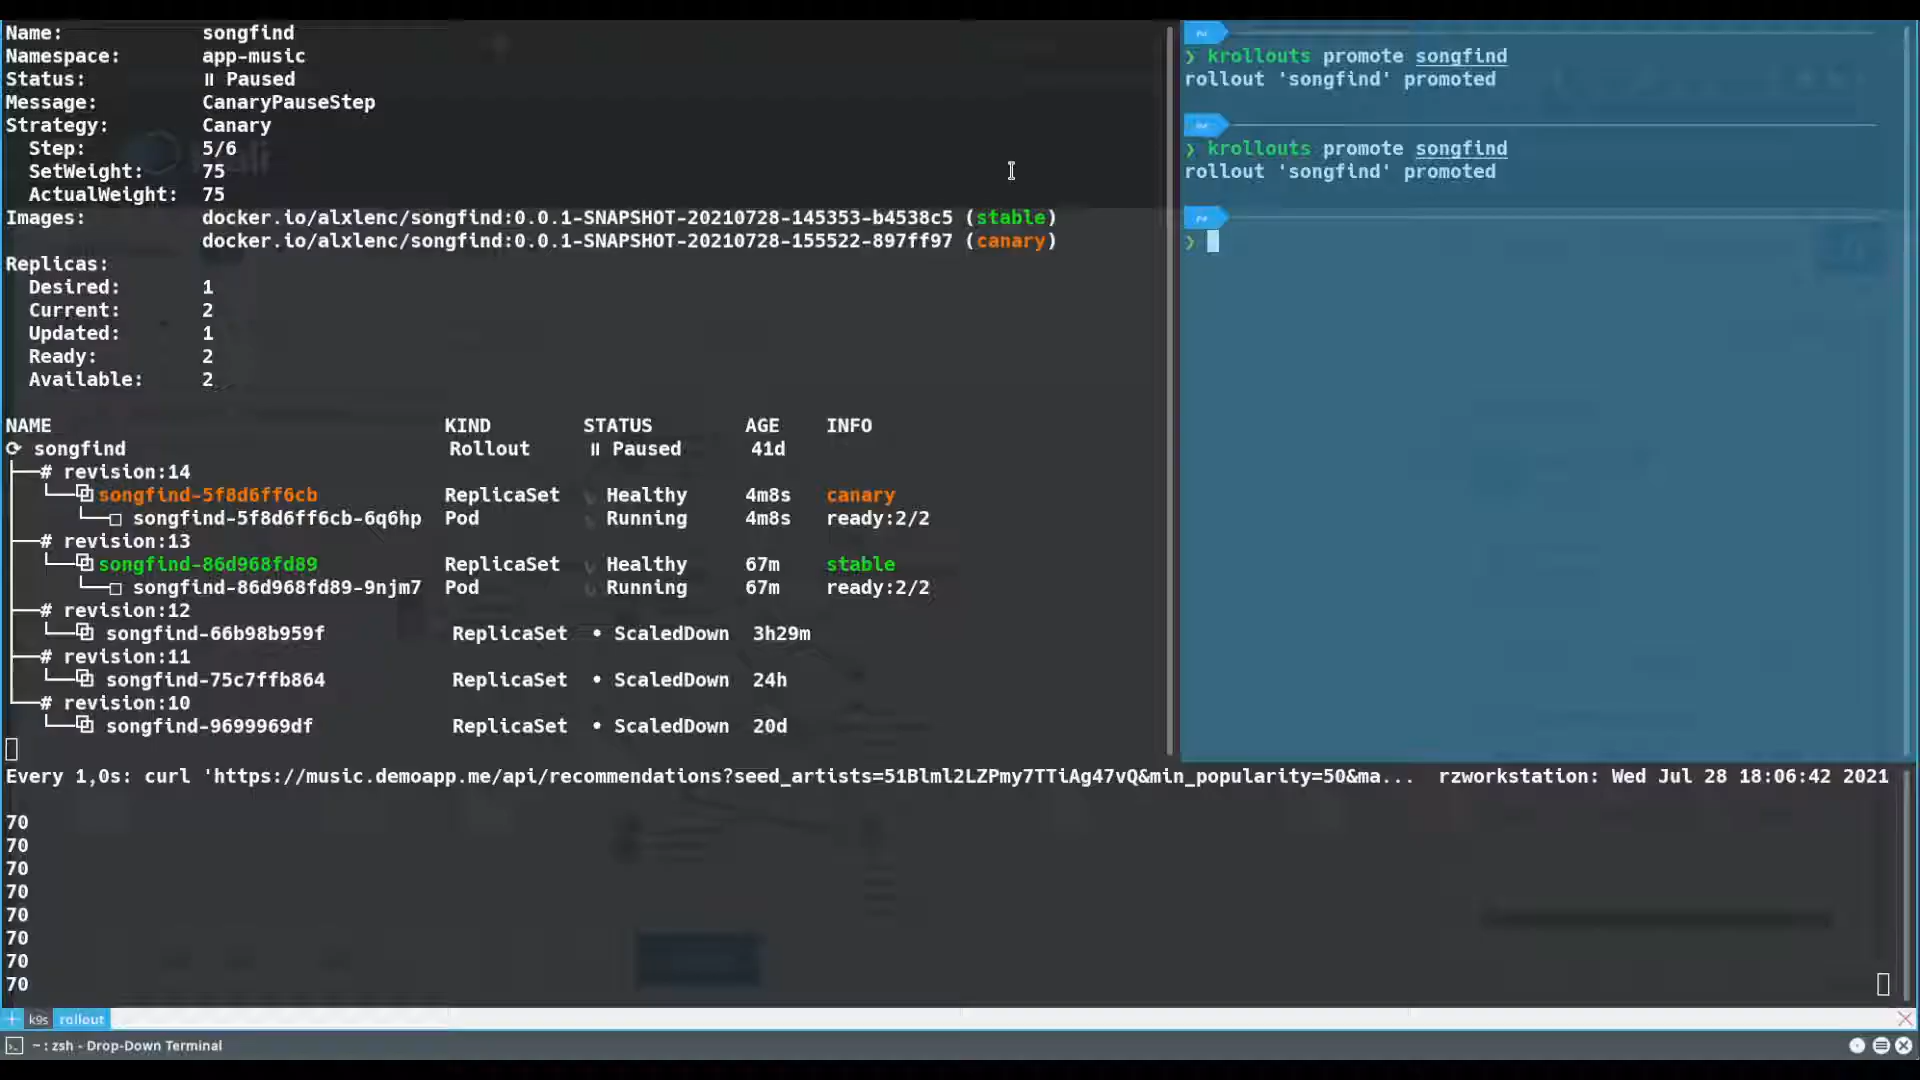 Name: songfind
Namespace: app-music
Status: ॥ Paused
Message: CanaryPauseStep
Strategy: Canary
Step: 5/6
SetWeight: 75
ActualWeight: 75
Images: docker.io/alxlenc/songfind:0.0.1-SNAPSHOT-20210728-145353-b4538c5 (stable)
docker.io/alxlenc/songfind:0.0.1-SNAPSHOT-20210728-155522-897ff97 (canary)
Replicas:
Desired: 1
Current: 2
Updated: 1
Ready: 2
Available: 2
NAME KIND STATUS AGE INFO
⟳ songfind Rollout ॥ Paused 41d
├──# revision:14
│ └──⧉ songfind-5f8d6ff6cb ReplicaSet Healthy 4m8s canary
│ └──□ songfind-5f8d6ff6cb-6q6hp Pod Running 4m8s ready:2/2
├──# revision:13
│ └──⧉ songfind-86d968fd89 ReplicaSet Healthy 67m stable
│ └──□ songfind-86d968fd89-9njm7 Pod Running 67m ready:2/2
├──# revision:12
│ └──⧉ songfind-66b98b959f ReplicaSet • ScaledDown 3h29m
├──# revision:11
│ └──⧉ songfind-75c7ffb864 ReplicaSet • ScaledDown 24h
└──# revision:10
└──⧉ songfind-9699969df ReplicaSet • ScaledDown 20d
~
❯ krollouts promote songfind
rollout 'songfind' promoted
~
❯ krollouts promote songfind
rollout 'songfind' promoted
~
❯
Every 1,0s: curl 'https://music.demoapp.me/api/recommendations?seed_artists=51Blml2LZPmy7TTiAg47vQ&min_popularity=50&ma... rzworkstation: Wed Jul 28 18:06:42 2021
70
70
70
70
70
70
70
70
k9s rollout
~ : zsh - Drop-Down Terminal